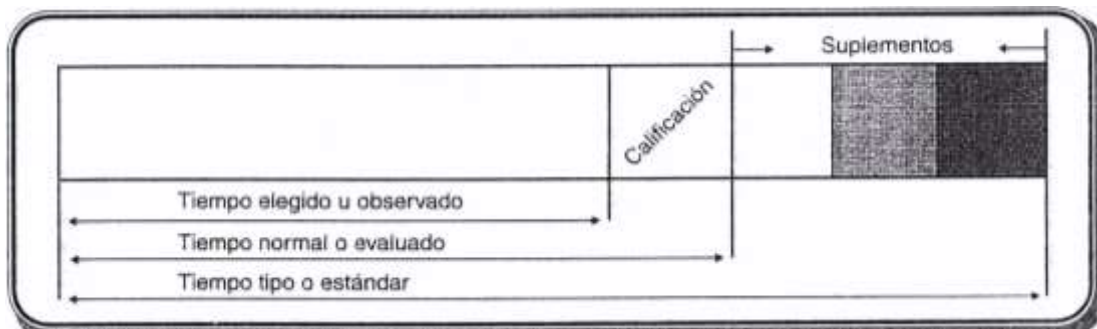 Suplementos
Calificación
Tiempo elegido u observado
Tiempo normal o evaluado
Tiempo tipo o estándar